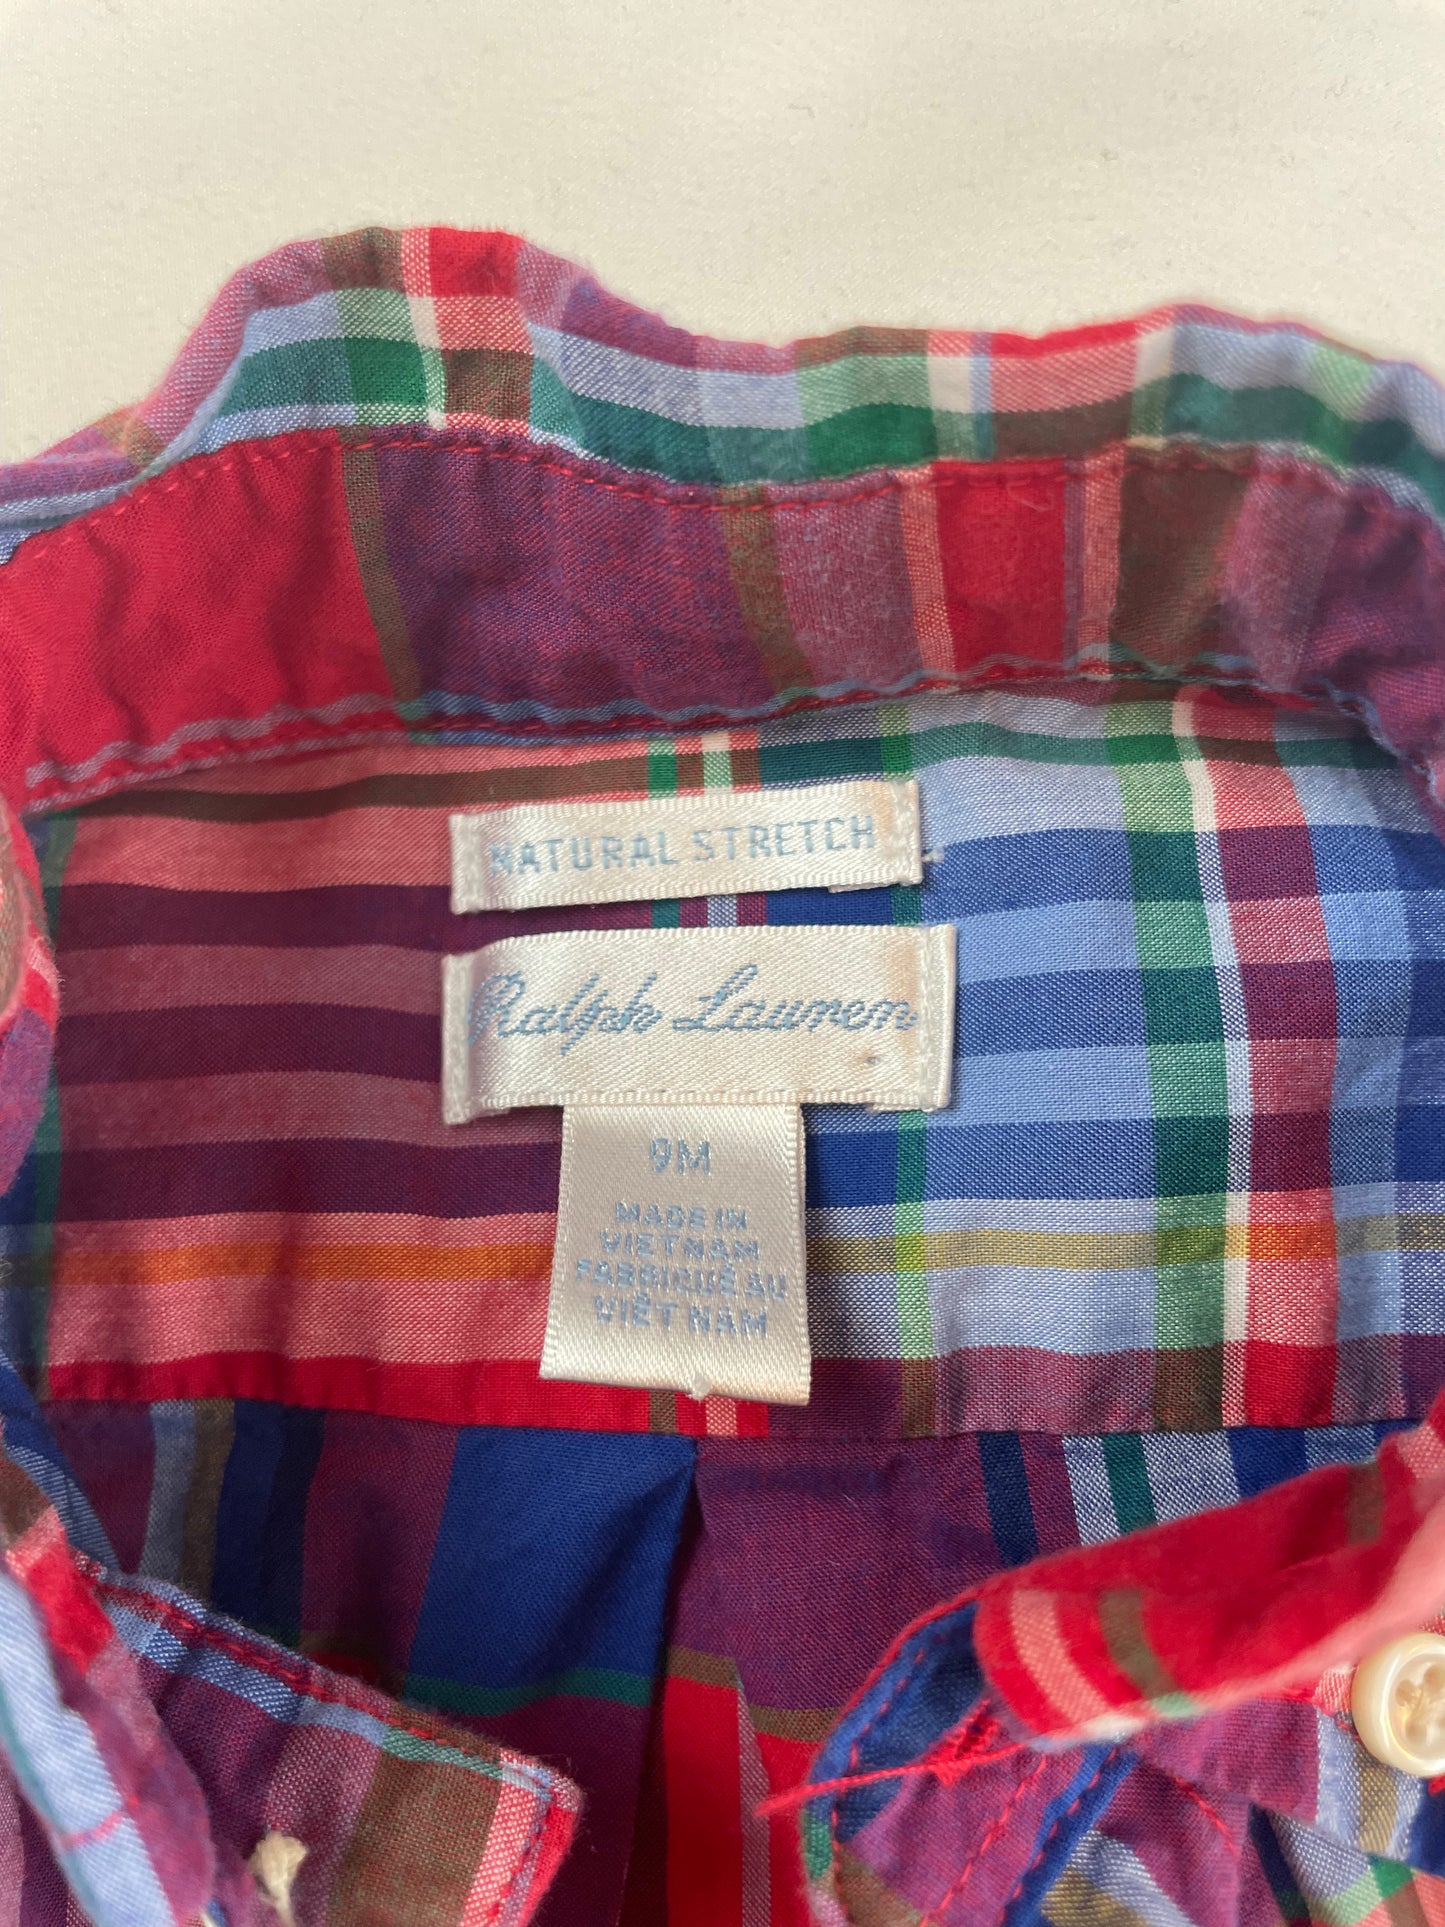 NATURAL STRETCH
Ralph Lauren
9M
MADE IN
VIETNAM
FABRIQUÉ AU
VIÊT NAM